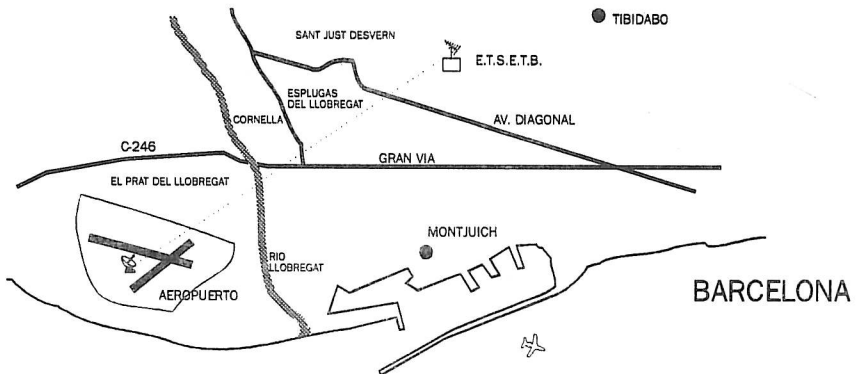 TIBIDABO
SANT JUST DESVERN
E.T.S.E.T.B.
ESPLUGAS
DEL LLOBREGAT
CORNELLA
AV. DIAGONAL
C-246
GRAN VIA
EL PRAT DEL LLOBREGAT
MONTJUICH
RIO
LLOBREGAT
AEROPUERTO
BARCELONA